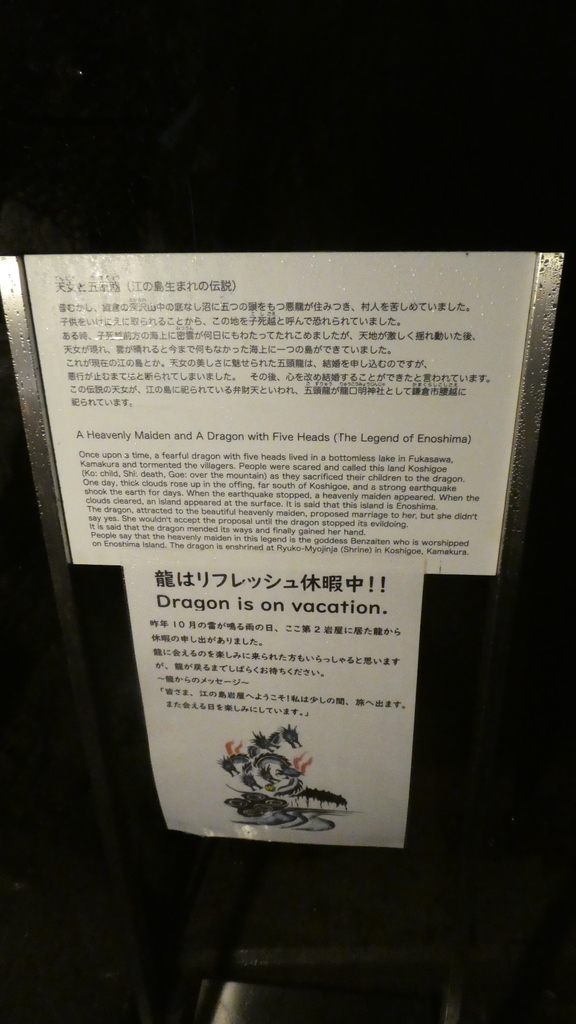 天女と五頭龍（江の島生まれの伝説）
昔むかし、鎌倉の深沢山中の底なし沼に五つの頭をもつ悪龍が住みつき、村人を苦しめていました。
子供をいけにえに取られることから、この地を子死越と呼んで恐れられていました。
ある時、子死越前方の海上に密雲が何日にもわたってたれこめましたが、天地が激しく揺れ動いた後、
天女が現れ、雲が晴れると今まで何もなかった海上に一つの島ができていました。
これが現在の江の島とか。天女の美しさに魅せられた五頭龍は、結婚を申し込むのですが、
悪行が止むまではと断られてしまいました。 その後、心を改め結婚することができたと言われています。
この伝説の天女が、江の島に祀られている弁財天といわれ、五頭龍が龍口明神社として鎌倉市腰越に
祀られています。
A Heavenly Maiden and A Dragon with Five Heads (The Legend of Enoshima)
Once upon a time, a fearful dragon with five heads lived in a bottomless lake in Fukasawa,
Kamakura and tormented the villagers. People were scared and called this land Koshigoe
(Ko: child, Shi: death, Goe: over the mountain) as they sacrificed their children to the dragon.
One day, thick clouds rose up in the offing, far south of Koshigoe, and a strong earthquake
shook the earth for days. When the earthquake stopped, a heavenly maiden appeared. When the
clouds cleared, an island appeared at the surface. It is said that this island is Enoshima.
The dragon, attracted to the beautiful heavenly maiden, proposed marriage to her, but she didn't
say yes. She wouldn't accept the proposal until the dragon stopped its evildoing.
It is said that the dragon mended its ways and finally gained her hand.
People say that the heavenly maiden in this legend is the goddess Benzaiten who is worshipped
on Enoshima Island. The dragon is enshrined at Ryuko-Myojinja (Shrine) in Koshigoe, Kamakura.
龍はリフレッシュ休暇中！！
Dragon is on vacation.
昨年10月の雷が鳴る雨の日、ここ第2岩屋に居た龍から
休暇の申し出がありました。
龍に会えるのを楽しみに来られた方もいらっしゃると思います
が、龍が戻るまでしばらくお待ちください。
～龍からのメッセージ～
「皆さま、江の島岩屋へようこそ！私は少しの間、旅へ出ます。
また会える日を楽しみにしています。」